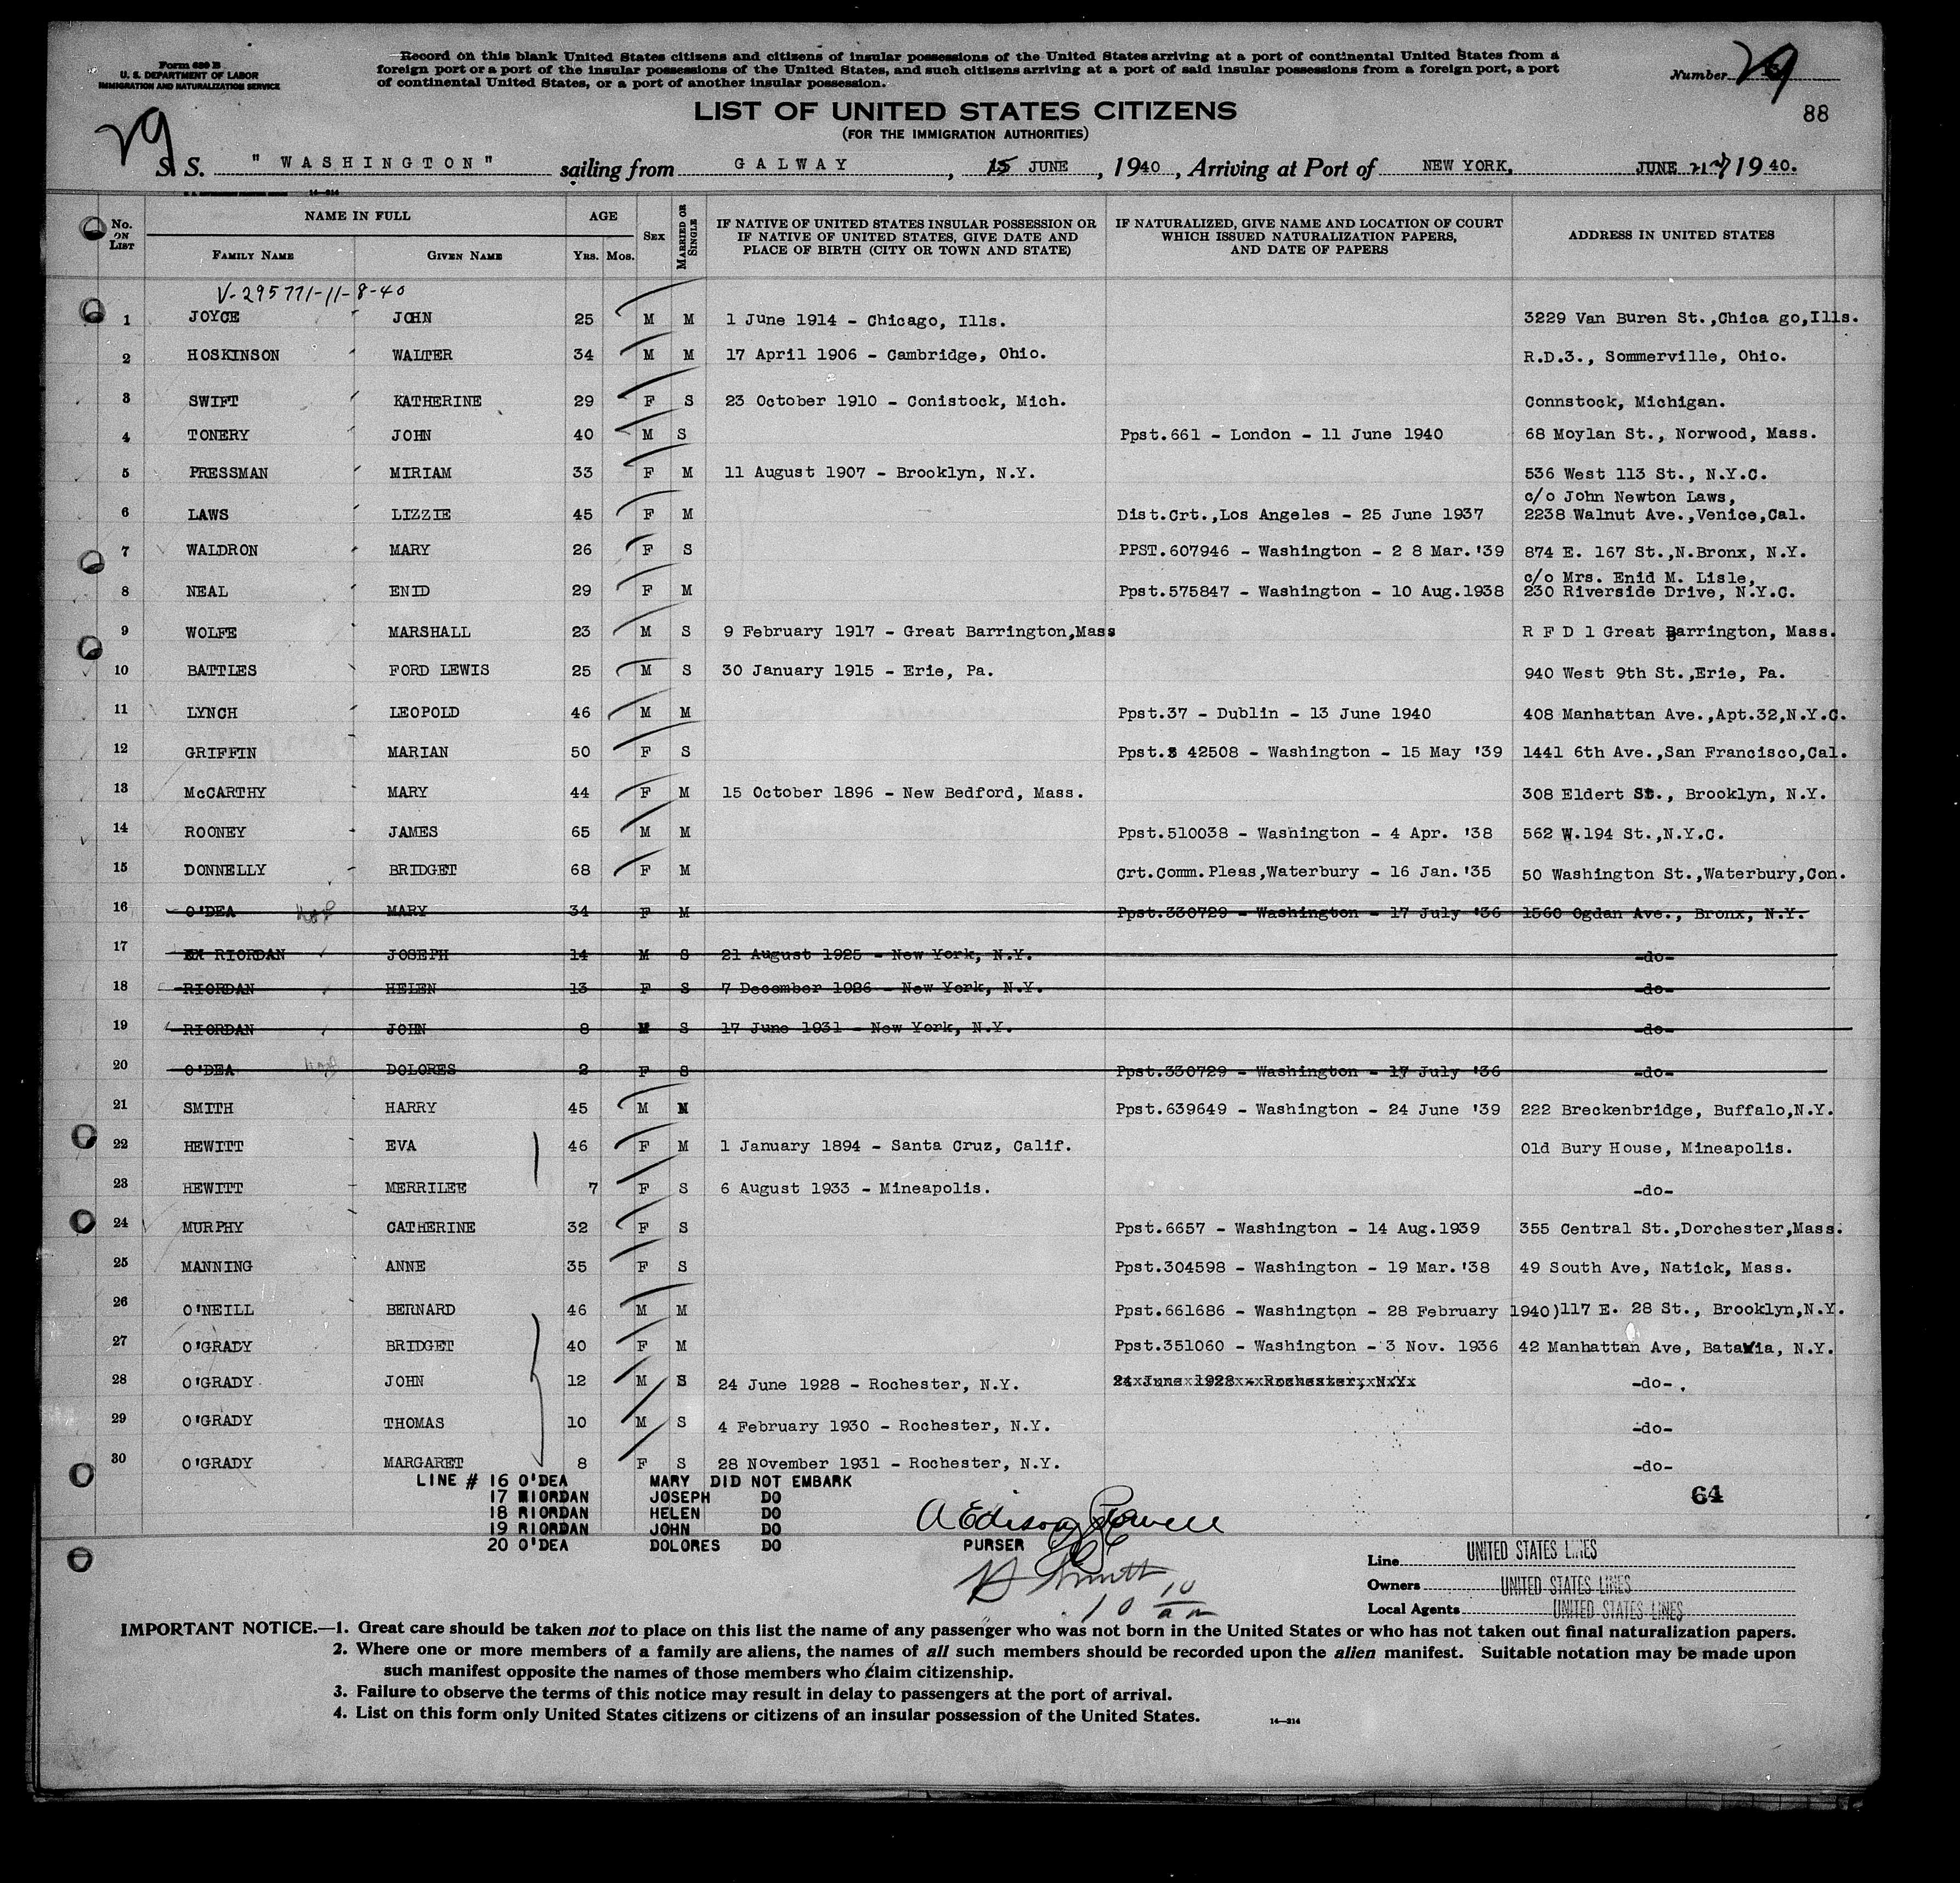 Form 630 B
U. S. DEPARTMENT OF LABOR
IMMIGRATION AND NATURALIZATION SERVICE
Record on this blank United States citizens and citizens of insular possessions of the United States arriving at a port of continental United States from a
foreign port or a port of the insular possessions of the United States, and such citizens arriving at a port of said insular possessions from a foreign port, a port
of continental United States, or a port of another insular possession.
Number 29
88
29
LIST OF UNITED STATES CITIZENS
(FOR THE IMMIGRATION AUTHORITIES)
S. S. "WASHINGTON" sailing from GALWAY, 15 JUNE, 1940, Arriving at Port of NEW YORK, JUNE 21 1940.
14—214
No. ON LIST NAME IN FULL FAMILY NAME GIVEN NAME AGE YRS. MOS. SEX MARRIED OR SINGLE IF NATIVE OF UNITED STATES INSULAR POSSESSION OR IF NATIVE OF UNITED STATES, GIVE DATE AND PLACE OF BIRTH (CITY OR TOWN AND STATE) IF NATURALIZED, GIVE NAME AND LOCATION OF COURT WHICH ISSUED NATURALIZATION PAPERS, AND DATE OF PAPERS ADDRESS IN UNITED STATES
V-295771-11-8-40
1 JOYCE JOHN 25 M M 1 June 1914 - Chicago, Ills. 3229 Van Buren St.,Chica go,Ills.
2 HOSKINSON WALTER 34 M M 17 April 1906 - Cambridge, Ohio. R.D.3., Sommerville, Ohio.
3 SWIFT KATHERINE 29 F S 23 October 1910 - Conistock, Mich. Connstock, Michigan.
4 TONERY JOHN 40 M S Ppst.661 - London - 11 June 1940 68 Moylan St., Norwood, Mass.
5 PRESSMAN MIRIAM 33 F M 11 August 1907 - Brooklyn, N.Y. 536 West 113 St., N.Y.C.
c/o John Newton Laws,
6 LAWS LIZZIE 45 F M Dist.Crt.,Los Angeles - 25 June 1937 2238 Walnut Ave.,Venice,Cal.
7 WALDRON MARY 26 F S PPST.607946 - Washington - 2 8 Mar.'39 874 E. 167 St.,N.Bronx, N.Y.
c/o Mrs. Enid M. Lisle,
8 NEAL ENID 29 F M Ppst.575847 - Washington - 10 Aug.1938 230 Riverside Drive, N.Y.C.
9 WOLFE MARSHALL 23 M S 9 February 1917 - Great Barrington,Mass R F D 1 Great Barrington, Mass.
10 BATTLES FORD LEWIS 25 M S 30 January 1915 - Erie, Pa. 940 West 9th St.,Erie, Pa.
11 LYNCH LEOPOLD 46 M M Ppst.37 - Dublin - 13 June 1940 408 Manhattan Ave.,Apt.32,N.Y.C.
12 GRIFFIN MARIAN 50 F S Ppst.3 42508 - Washington - 15 May '39 1441 6th Ave.,San Francisco,Cal.
13 McCARTHY MARY 44 F M 15 October 1896 - New Bedford, Mass. 308 Eldert St., Brooklyn, N.Y.
14 ROONEY JAMES 65 M M Ppst.510038 - Washington - 4 Apr. '38 562 W.194 St.,N.Y.C.
15 DONNELLY BRIDGET 68 F M Crt.Comm.Pleas,Waterbury - 16 Jan.'35 50 Washington St.,Waterbury,Con.
16 O'DEA MARY 34 F M Ppst.330729 - Washington - 17 July '36 1560 Ogdan Ave., Bronx, N.Y.
17 RIORDAN JOSEPH 14 M S 21 August 1925 - New York, N.Y. -do-
18 RIORDAN HELEN 13 F S 7 December 1926 - New York, N.Y. -do-
19 RIORDAN JOHN 8 M S 17 June 1931 - New York, N.Y. -do-
20 O'DEA DOLORES 2 F S Ppst.330729 - Washington - 17 July '36 -do-
21 SMITH HARRY 45 M M Ppst.639649 - Washington - 24 June '39 222 Breckenbridge, Buffalo,N.Y.
22 HEWITT EVA 46 F M 1 January 1894 - Santa Cruz, Calif. Old Bury House, Mineapolis.
23 HEWITT MERRILEE 7 F S 6 August 1933 - Mineapolis. -do-
24 MURPHY CATHERINE 32 F S Ppst.6657 - Washington - 14 Aug.1939 355 Central St.,Dorchester,Mass.
25 MANNING ANNE 35 F S Ppst.304598 - Washington - 19 Mar.'38 49 South Ave, Natick, Mass.
26 O'NEILL BERNARD 46 M M Ppst.661686 - Washington - 28 February 1940)117 E. 28 St., Brooklyn,N.Y.
27 O'GRADY BRIDGET 40 F M Ppst.351060 - Washington - 3 Nov. 1936 42 Manhattan Ave, Batavia, N.Y.
28 O'GRADY JOHN 12 M S 24 June 1928 - Rochester, N.Y. 24xJunex1928xxxRochester,xNxYx -do-.
29 O'GRADY THOMAS 10 M S 4 February 1930 - Rochester, N.Y. -do-
30 O'GRADY MARGARET 8 F S 28 November 1931 - Rochester, N.Y. -do-
LINE # 16 O'DEA MARY DID NOT EMBARK
17 RIORDAN JOSEPH DO
18 RIORDAN HELEN DO
19 RIORDAN JOHN DO
20 O'DEA DOLORES DO
64
A Edison Powell
PURSER
H Smith
10 10 am
Line UNITED STATES LINES
Owners UNITED STATES LINES
Local Agents UNITED STATES LINES
IMPORTANT NOTICE.—1. Great care should be taken not to place on this list the name of any passenger who was not born in the United States or who has not taken out final naturalization papers.
2. Where one or more members of a family are aliens, the names of all such members should be recorded upon the alien manifest. Suitable notation may be made upon
such manifest opposite the names of those members who claim citizenship.
3. Failure to observe the terms of this notice may result in delay to passengers at the port of arrival.
4. List on this form only United States citizens or citizens of an insular possession of the United States.
14—214